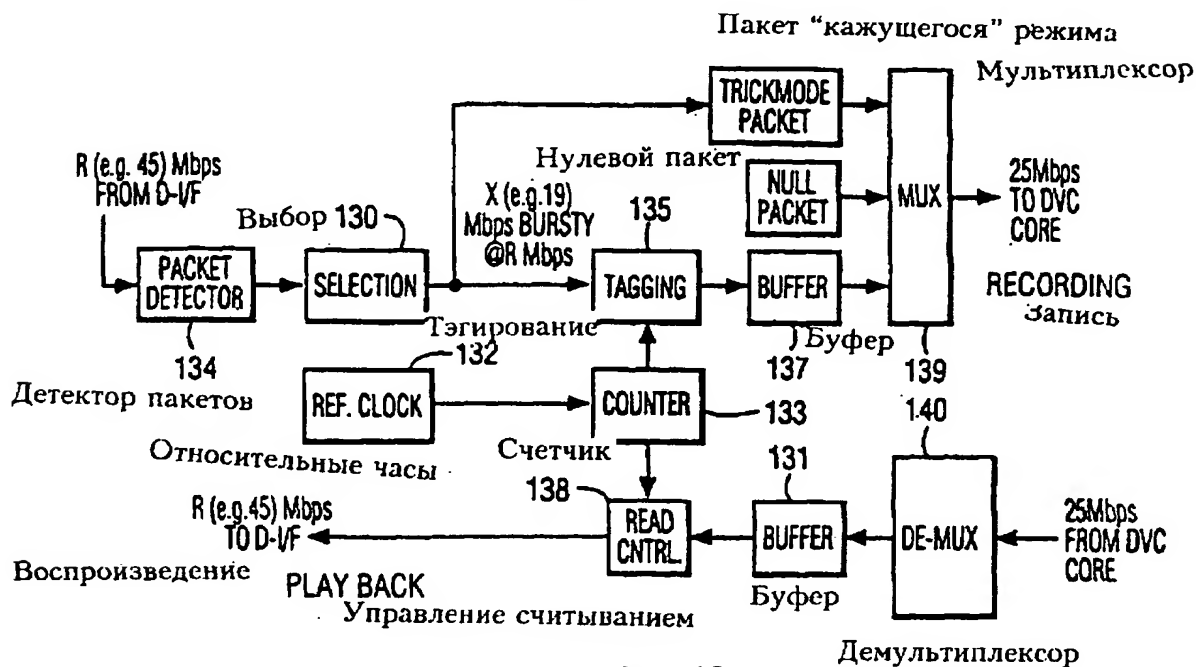 Пакет "кажущегося" режима
Мультиплексор
TRICKMODE
PACKET
Нулевой пакет
NULL
PACKET
MUX
25Mbps
TO DVC
CORE
R (e.g. 45) Mbps
FROM D-I/F
X (e.g.19)
Mbps BURSTY
@R Mbps
Выбор 130
135
PACKET
DETECTOR
SELECTION
TAGGING
BUFFER
RECORDING
Запись
Тэгирование
Буфер
134
132
137
139
Детектор пакетов
REF. CLOCK
COUNTER
133
140
Относительные часы
Счетчик
138
131
R (e.g.45) Mbps
TO D-I/F
READ
CNTRL.
BUFFER
DE-MUX
25Mbps
FROM DVC
CORE
Воспроизведение
PLAY BACK
Управление считыванием
Буфер
Демультиплексор